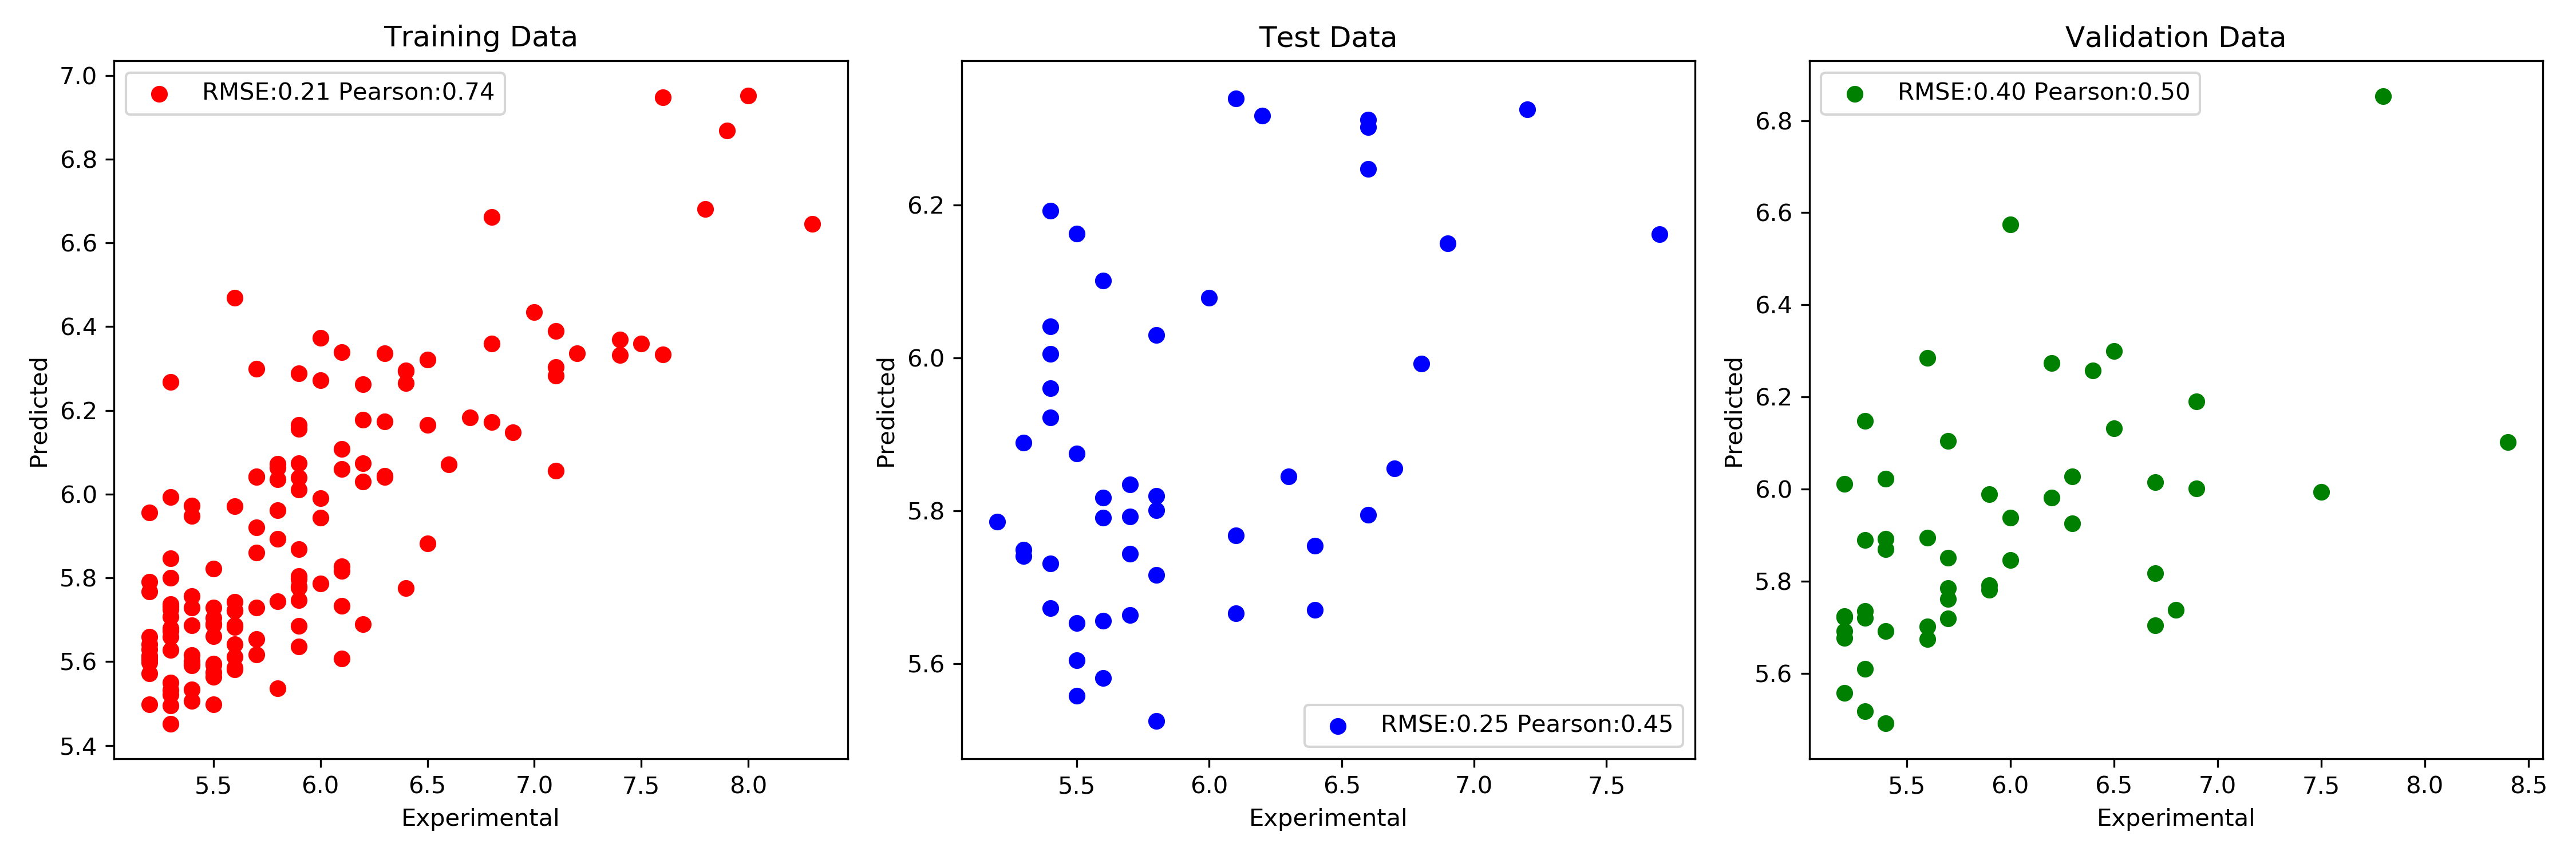 Training Data
RMSE:0.21 Pearson:0.74
7.0
6.8
6.6
6.4
6.2
6.0
5.8
5.6
5.4
Predicted
5.5 6.0 6.5 7.0 7.5 8.0
Experimental
Test Data
6.2
6.0
5.8
5.6
Predicted
RMSE:0.25 Pearson:0.45
5.5 6.0 6.5 7.0 7.5
Experimental
Validation Data
RMSE:0.40 Pearson:0.50
6.8
6.6
6.4
6.2
6.0
5.8
5.6
Predicted
5.5 6.0 6.5 7.0 7.5 8.0 8.5
Experimental